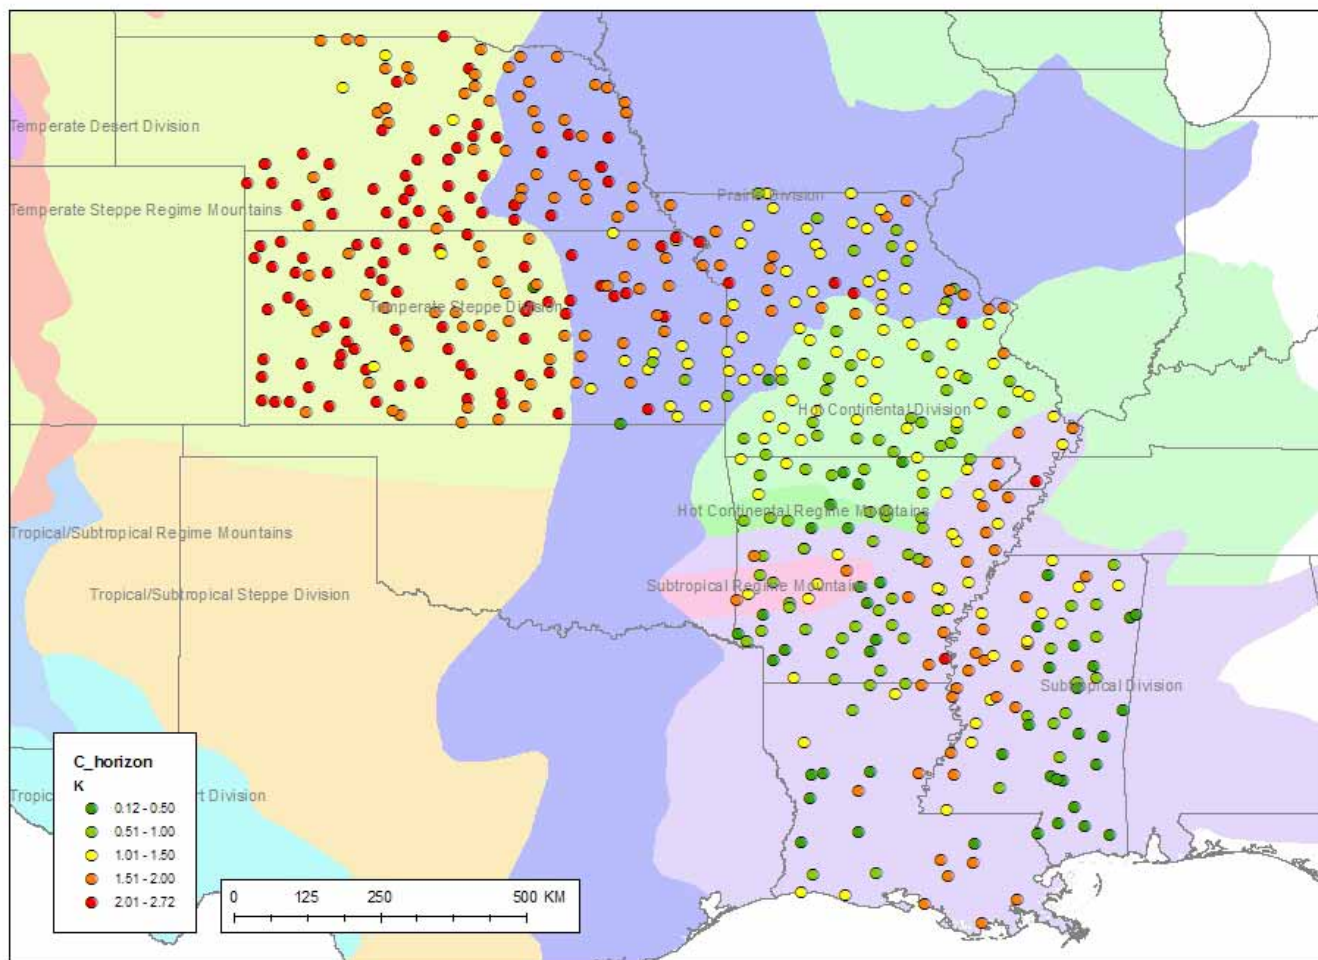 Temperate Desert Division
Prairie Division
Temperate Steppe Regime Mountains
Temperate Steppe Division
Hot Continental Division
Hot Continental Regime Mountains
Tropical/Subtropical Regime Mountains
Subtropical Regime Mountains
Tropical/Subtropical Steppe Division
Subtropical Division
C_horizon
K
Division
0.12 - 0.50
0.51 - 1.00
1.01 - 1.50
1.51 - 2.00
2.01 - 2.72
0 125 250 500 KM